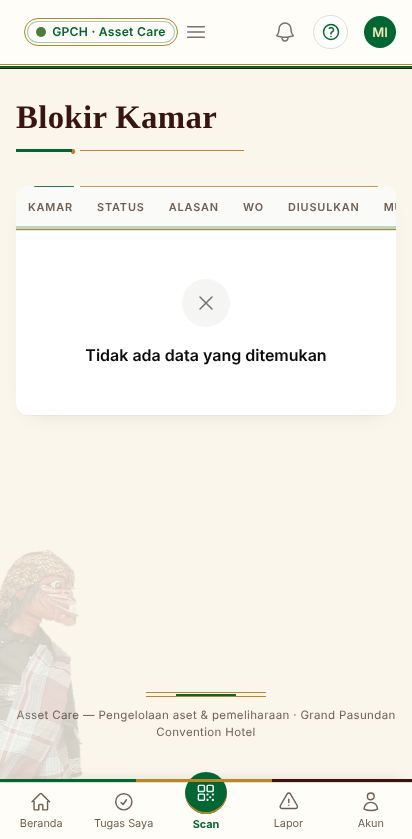 GPCH · Asset Care
MI
Blokir Kamar
KAMAR STATUS ALASAN WO DIUSULKAN
Tidak ada data yang ditemukan
Asset Care — Pengelolaan aset & pemeliharaan · Grand Pasundan
Convention Hotel
Beranda Tugas Saya Scan Lapor Akun